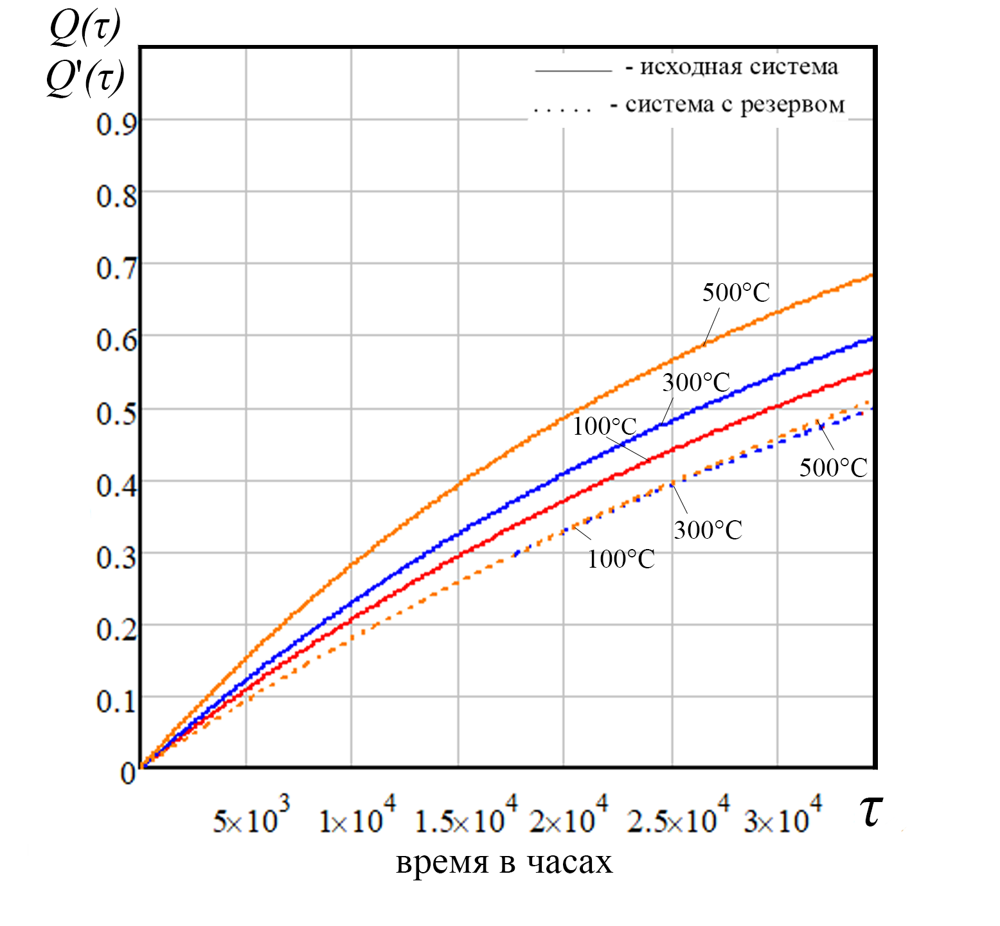 Q(τ)
Q'(τ)
- исходная система
- система с резервом
0.9
0.8
0.7
0.6
0.5
0.4
0.3
0.2
0.1
0
500°C
300°C
100°C
500°C
300°C
100°C
5×10³ 1×10⁴ 1.5×10⁴ 2×10⁴ 2.5×10⁴ 3×10⁴ τ
время в часах